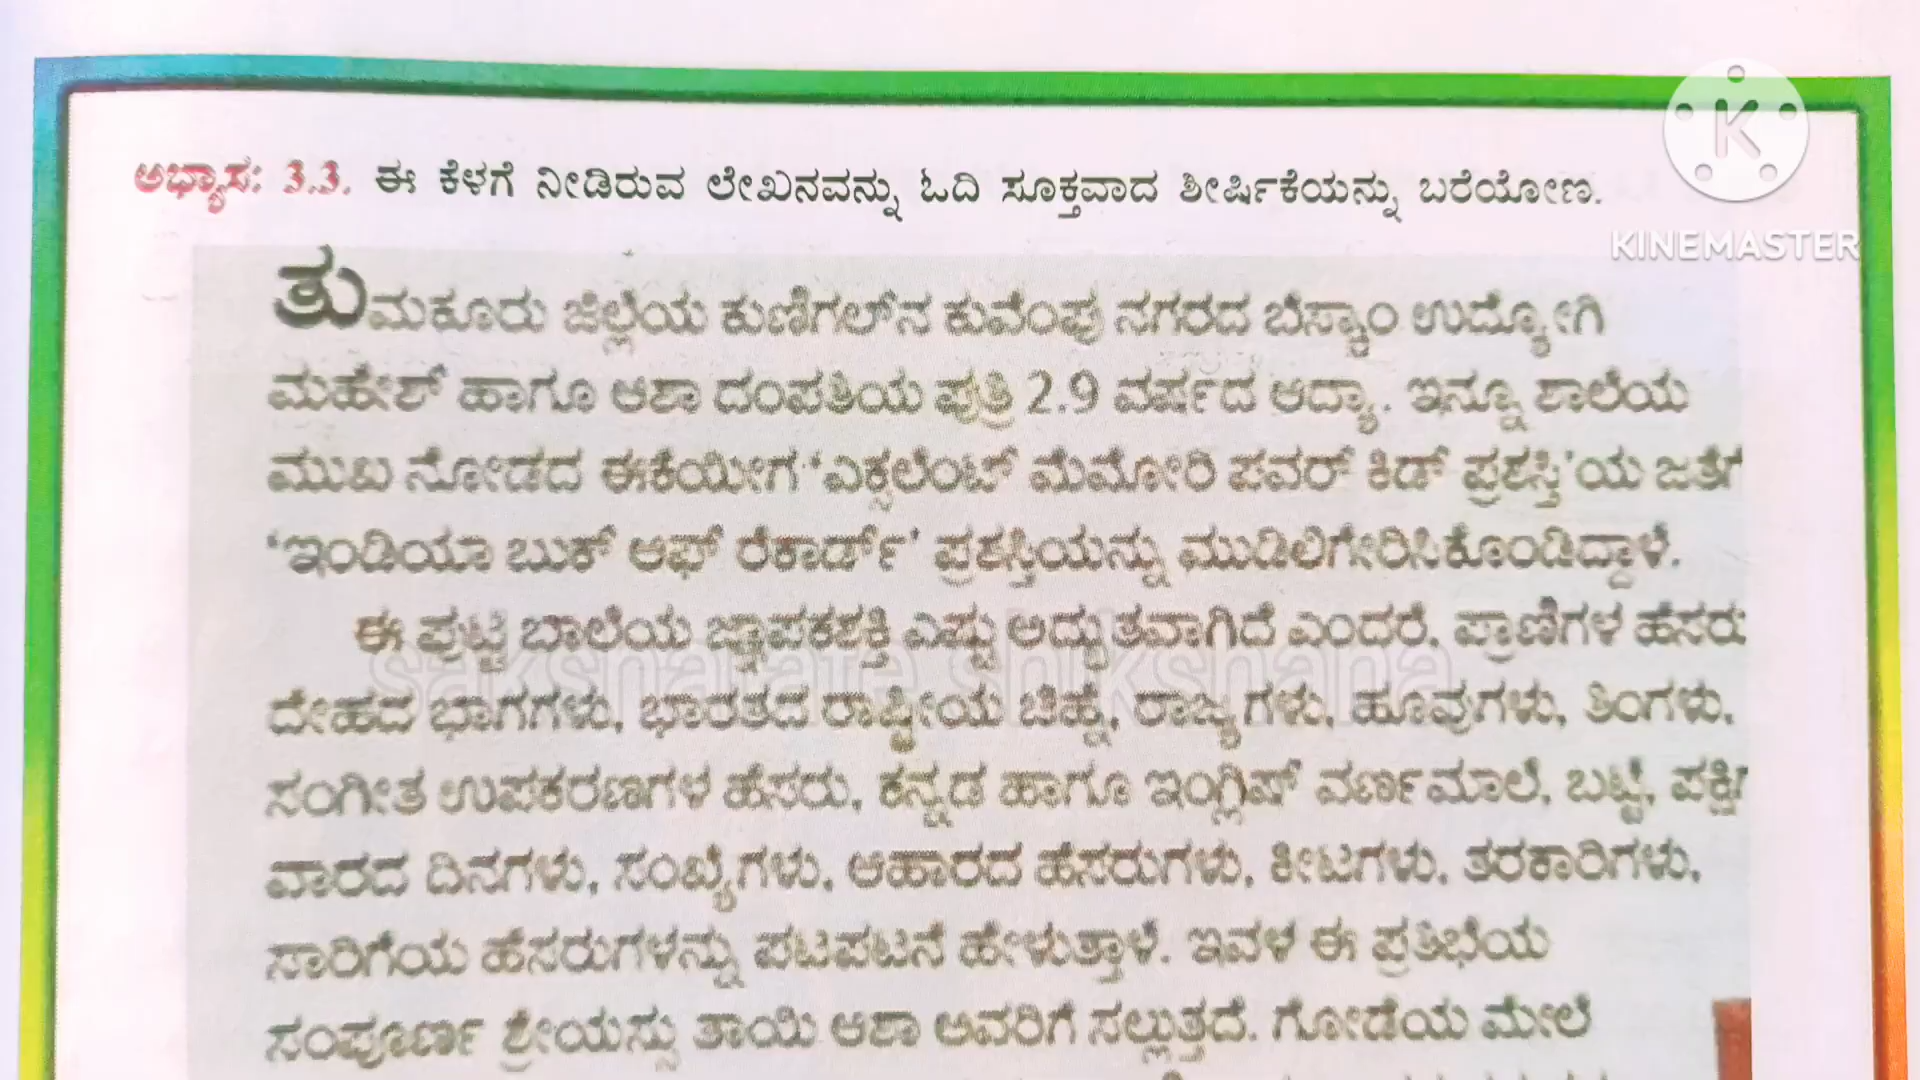 ಅಭ್ಯಾಸ: 3.3. ಈ ಕೆಳಗೆ ನೀಡಿರುವ ಲೇಖನವನ್ನು ಓದಿ ಸೂಕ್ತವಾದ ಶೀರ್ಷಿಕೆಯನ್ನು ಬರೆಯೋಣ.
KINEMASTER
ತುಮಕೂರು ಜಿಲ್ಲೆಯ ಕುಣಿಗಲ್‌ನ ಕುವೆಂಪು ನಗರದ ಬೆಸ್ಕಾಂ ಉದ್ಯೋಗಿ
ಮಹೇಶ್ ಹಾಗೂ ಆಶಾ ದಂಪತಿಯ ಪುತ್ರಿ 2.9 ವರ್ಷದ ಆದ್ಯಾ. ಇನ್ನೂ ಶಾಲೆಯ
ಮುಖ ನೋಡದ ಈಕೆಯೀಗ ‘ಎಕ್ಸಲೆಂಟ್ ಮೆಮೋರಿ ಪವರ್ ಕಿಡ್ ಪ್ರಶಸ್ತಿ’ಯ ಜತೆಗೆ
‘ಇಂಡಿಯಾ ಬುಕ್ ಆಫ್ ರೆಕಾರ್ಡ್ಸ್’ ಪ್ರಶಸ್ತಿಯನ್ನು ಮುಡಿಲಿಗೇರಿಸಿಕೊಂಡಿದ್ದಾಳೆ.
ಈ ಪುಟ್ಟ ಬಾಲೆಯ ಜ್ಞಾಪಕಶಕ್ತಿ ಎಷ್ಟು ಅದ್ಭುತವಾಗಿದೆ ಎಂದರೆ, ಪ್ರಾಣಿಗಳ ಹೆಸರು
saksharate shikshana
ದೇಹದ ಭಾಗಗಳು, ಭಾರತದ ರಾಷ್ಟ್ರೀಯ ಚಿಹ್ನೆ, ರಾಜ್ಯಗಳು, ಹೂವುಗಳು, ತಿಂಗಳು,
ಸಂಗೀತ ಉಪಕರಣಗಳ ಹೆಸರು, ಕನ್ನಡ ಹಾಗೂ ಇಂಗ್ಲಿಷ್ ವರ್ಣಮಾಲೆ, ಬಟ್ಟೆ,
ವಾರದ ದಿನಗಳು, ಸಂಖ್ಯೆಗಳು, ಆಹಾರದ ಹೆಸರುಗಳು, ಕೀಟಗಳು, ತರಕಾರಿಗಳು,
ಸಾರಿಗೆಯ ಹೆಸರುಗಳನ್ನು ಪಟಪಟನೆ ಹೇಳುತ್ತಾಳೆ. ಇವಳ ಈ ಪ್ರತಿಭೆಯ
ಸಂಪೂರ್ಣ ಶ್ರೇಯಸ್ಸು ತಾಯಿ ಆಶಾ ಅವರಿಗೆ ಸಲ್ಲುತ್ತದೆ. ಗೋಡೆಯ ಮೇಲೆ